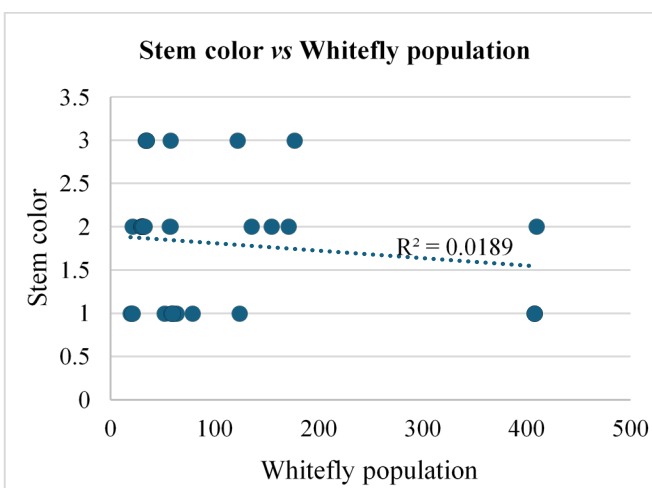 Stem color vs Whitefly population
3.5
3
2.5
2
1.5
1
0.5
0
Stem color
R² = 0.0189
0 100 200 300 400 500
Whitefly population